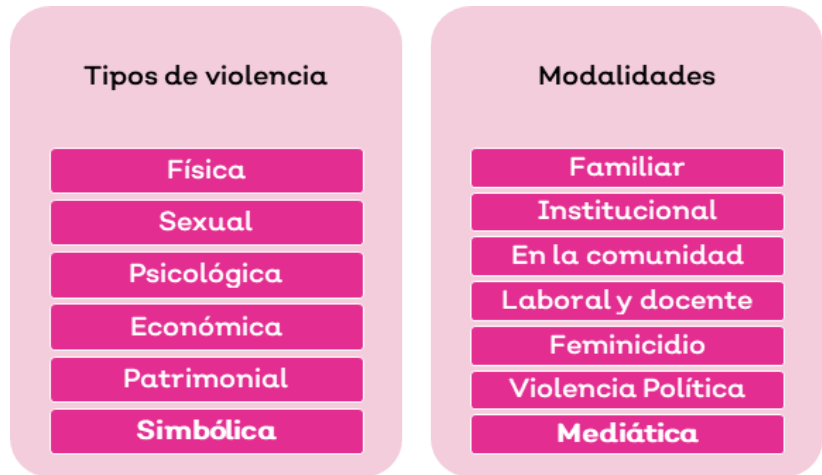 Tipos de violencia
Física
Sexual
Psicológica
Económica
Patrimonial
Simbólica
Modalidades
Familiar
Institucional
En la comunidad
Laboral y docente
Feminicidio
Violencia Política
Mediática